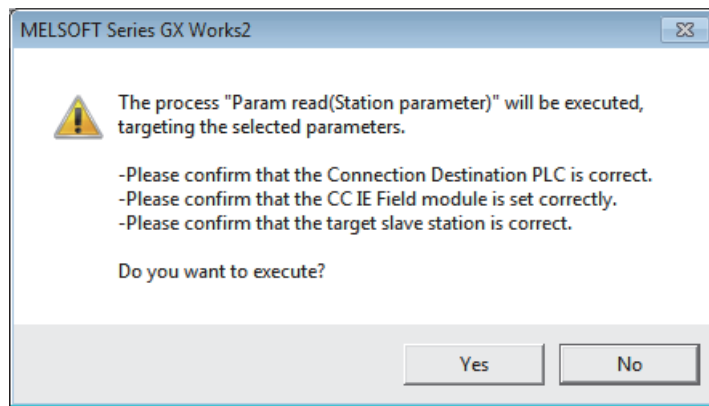 MELSOFT Series GX Works2
The process "Param read(Station parameter)" will be executed,
targeting the selected parameters.
-Please confirm that the Connection Destination PLC is correct.
-Please confirm that the CC IE Field module is set correctly.
-Please confirm that the target slave station is correct.
Do you want to execute?
Yes
No